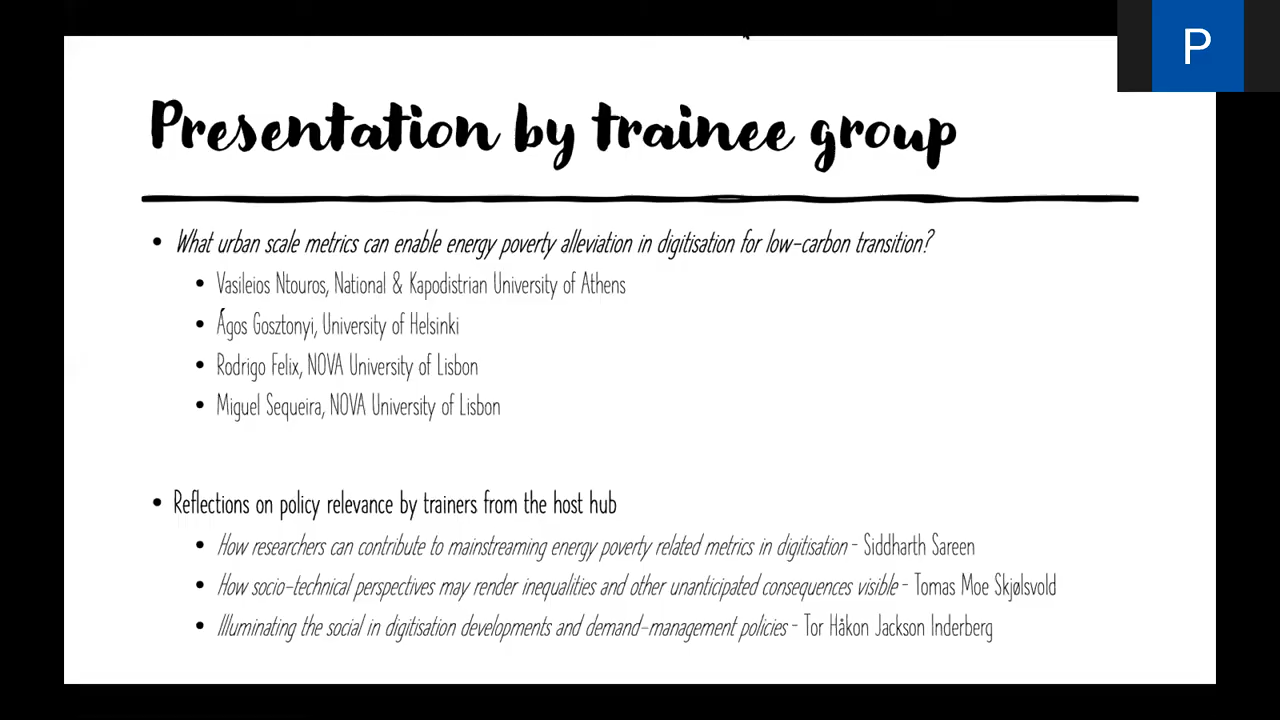 P
Presentation by trainee group
• What urban scale metrics can enable energy poverty alleviation in digitisation for low-carbon transition?
• Vasileios Ntouros, National & Kapodistrian University of Athens
• Ágos Gosztonyi, University of Helsinki
• Rodrigo Felix, NOVA University of Lisbon
• Miguel Sequeira, NOVA University of Lisbon
• Reflections on policy relevance by trainers from the host hub
• How researchers can contribute to mainstreaming energy poverty related metrics in digitisation - Siddharth Sareen
• How socio-technical perspectives may render inequalities and other unanticipated consequences visible - Tomas Moe Skjølsvold
• Illuminating the social in digitisation developments and demand-management policies - Tor Håkon Jackson Inderberg